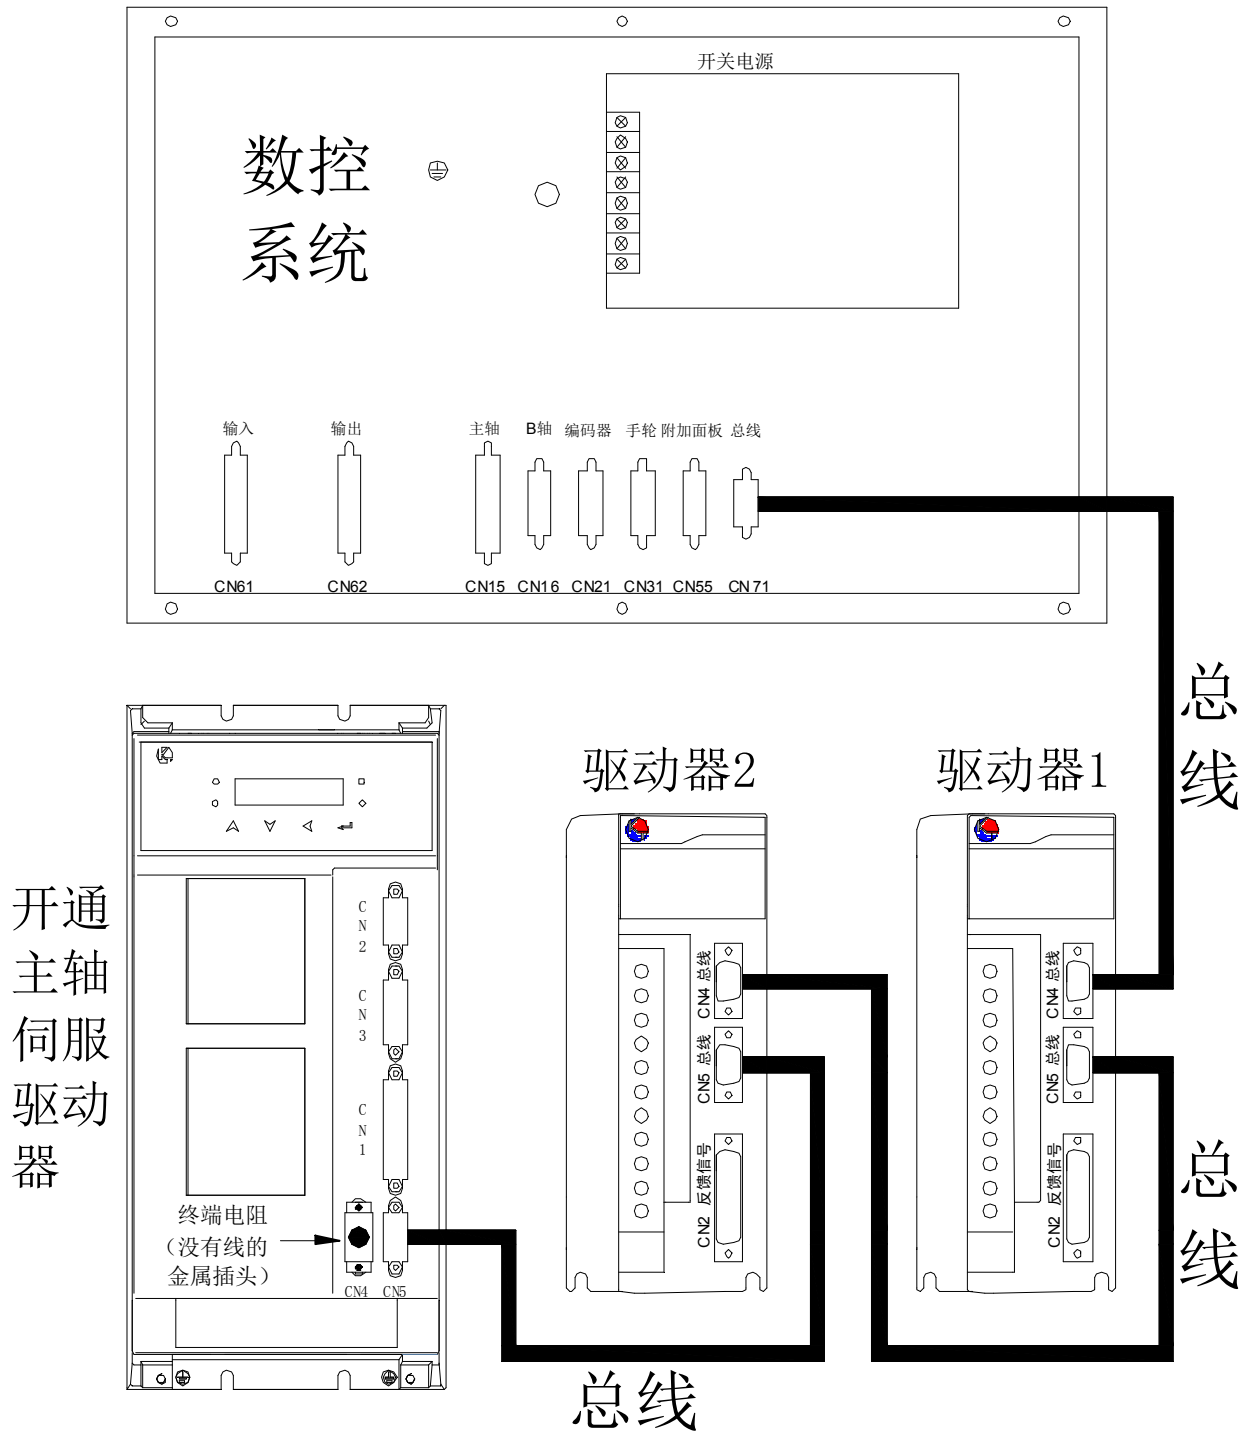 开关电源
数控
系统
输入
输出
主轴
B轴
编码器
手轮
附加面板
总线
CN61
CN62
CN15
CN16
CN21
CN31
CN55
CN71
总
线
驱动器2
驱动器1
开通
主轴
伺服
驱动
器
CN2
CN3
CN1
终端电阻
（没有线的
金属插头）
CN4
CN5
CN4 总线
CN5 总线
CN2 反馈信号
CN4 总线
CN5 总线
CN2 反馈信号
总
线
总线